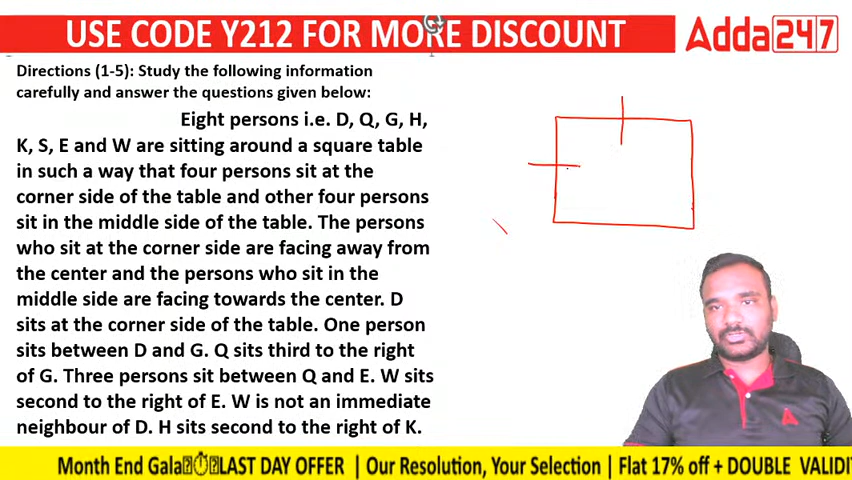 USE CODE Y212 FOR MORE DISCOUNT
Adda247
Directions (1-5): Study the following information
carefully and answer the questions given below:
Eight persons i.e. D, Q, G, H,
K, S, E and W are sitting around a square table
in such a way that four persons sit at the
corner side of the table and other four persons
sit in the middle side of the table. The persons
who sit at the corner side are facing away from
the center and the persons who sit in the
middle side are facing towards the center. D
sits at the corner side of the table. One person
sits between D and G. Q sits third to the right
of G. Three persons sit between Q and E. W sits
second to the right of E. W is not an immediate
neighbour of D. H sits second to the right of K.
Month End Gala LAST DAY OFFER | Our Resolution, Your Selection | Flat 17% off + DOUBLE VALIDI